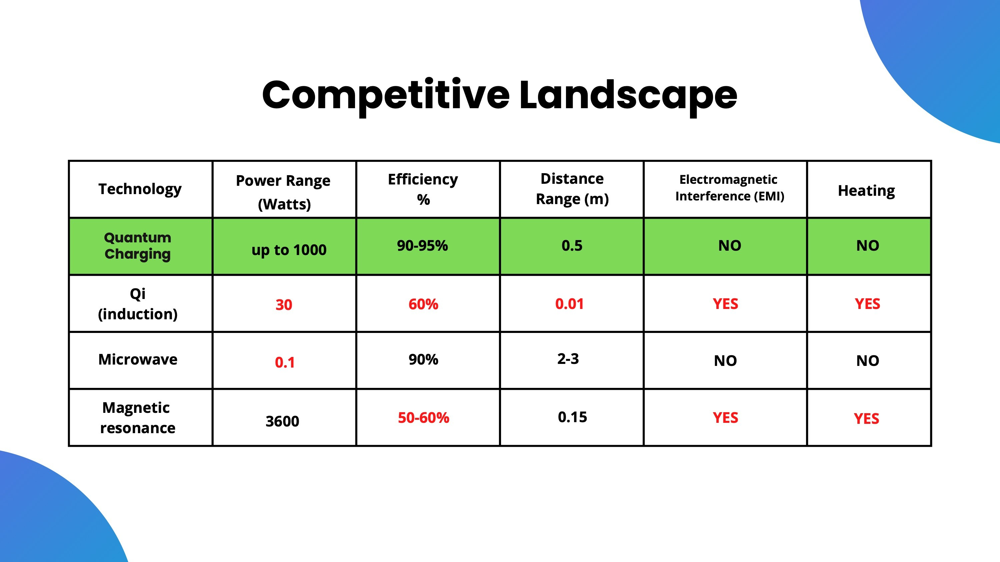 Competitive Landscape
Technology
Power Range
(Watts)
Efficiency
%
Distance
Range (m)
Electromagnetic
Interference (EMI)
Heating
Quantum
Charging
up to 1000
90-95%
0.5
NO
NO
Qi
(induction)
30
60%
0.01
YES
YES
Microwave
0.1
90%
2-3
NO
NO
Magnetic
resonance
3600
50-60%
0.15
YES
YES